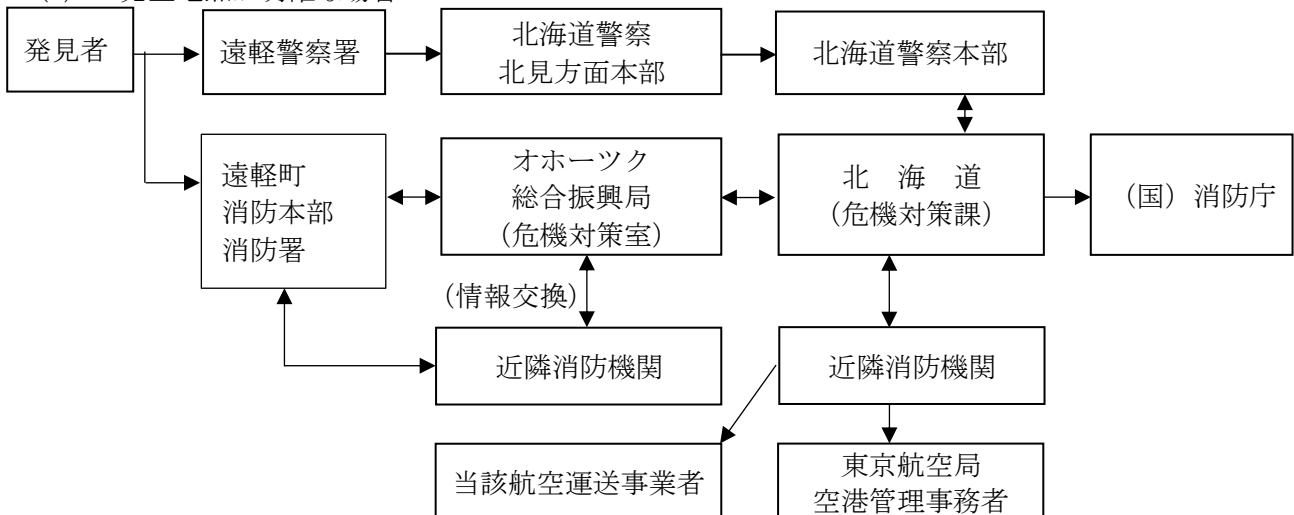 発見者
遠軽警察署
北海道警察
北見方面本部
北海道警察本部
遠軽町
消防本部
消防署
オホーツク
総合振興局
(危機対策室)
北 海 道
(危機対策課)
(国)消防庁
(情報交換)
近隣消防機関
近隣消防機関
当該航空運送事業者
東京航空局
空港管理事務者